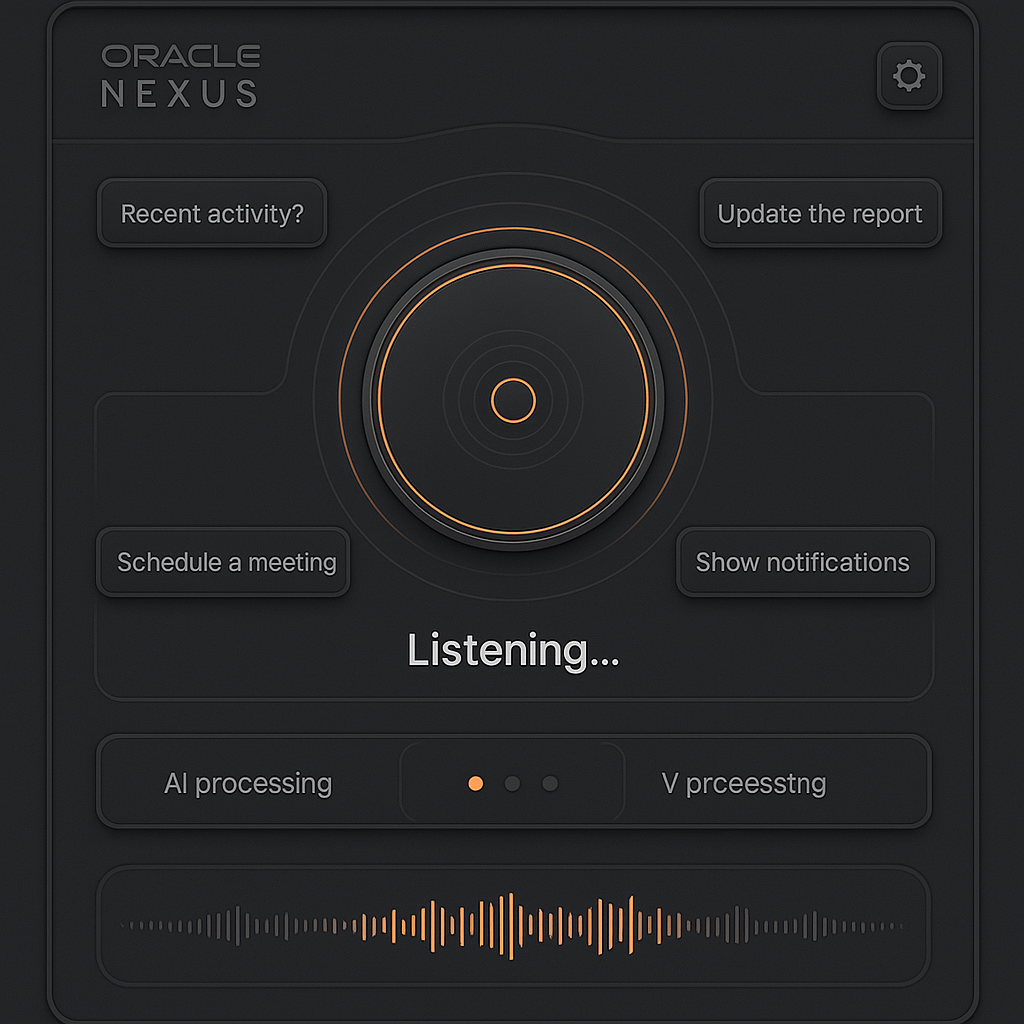 ORACLE
NEXUS
Recent activity?
Update the report
Schedule a meeting
Show notifications
Listening...
AI processing
V prceesstng